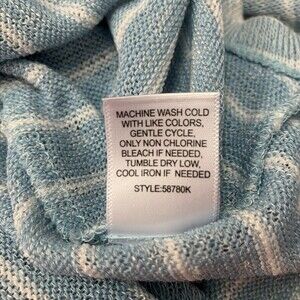 MACHINE WASH COLD
WITH LIKE COLORS,
GENTLE CYCLE,
ONLY NON CHLORINE
BLEACH IF NEEDED,
TUMBLE DRY LOW,
COOL IRON IF NEEDED
STYLE:58780K